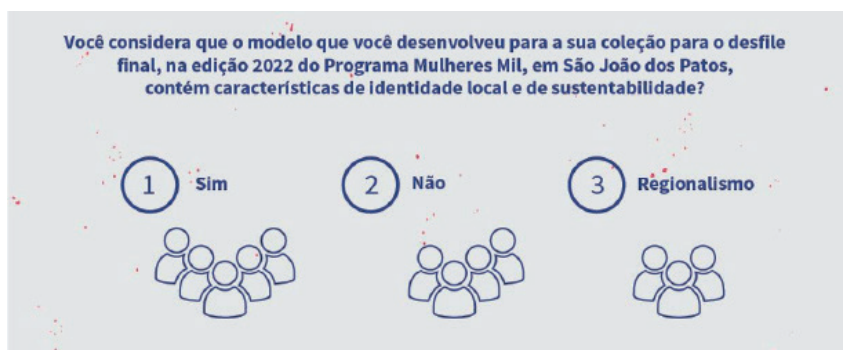 Você considera que o modelo que você desenvolveu para a sua coleção para o desfile
final, na edição 2022 do Programa Mulheres Mil, em São João dos Patos,
contém características de identidade local e de sustentabilidade?
1 Sim
2 Não
3 Regionalismo